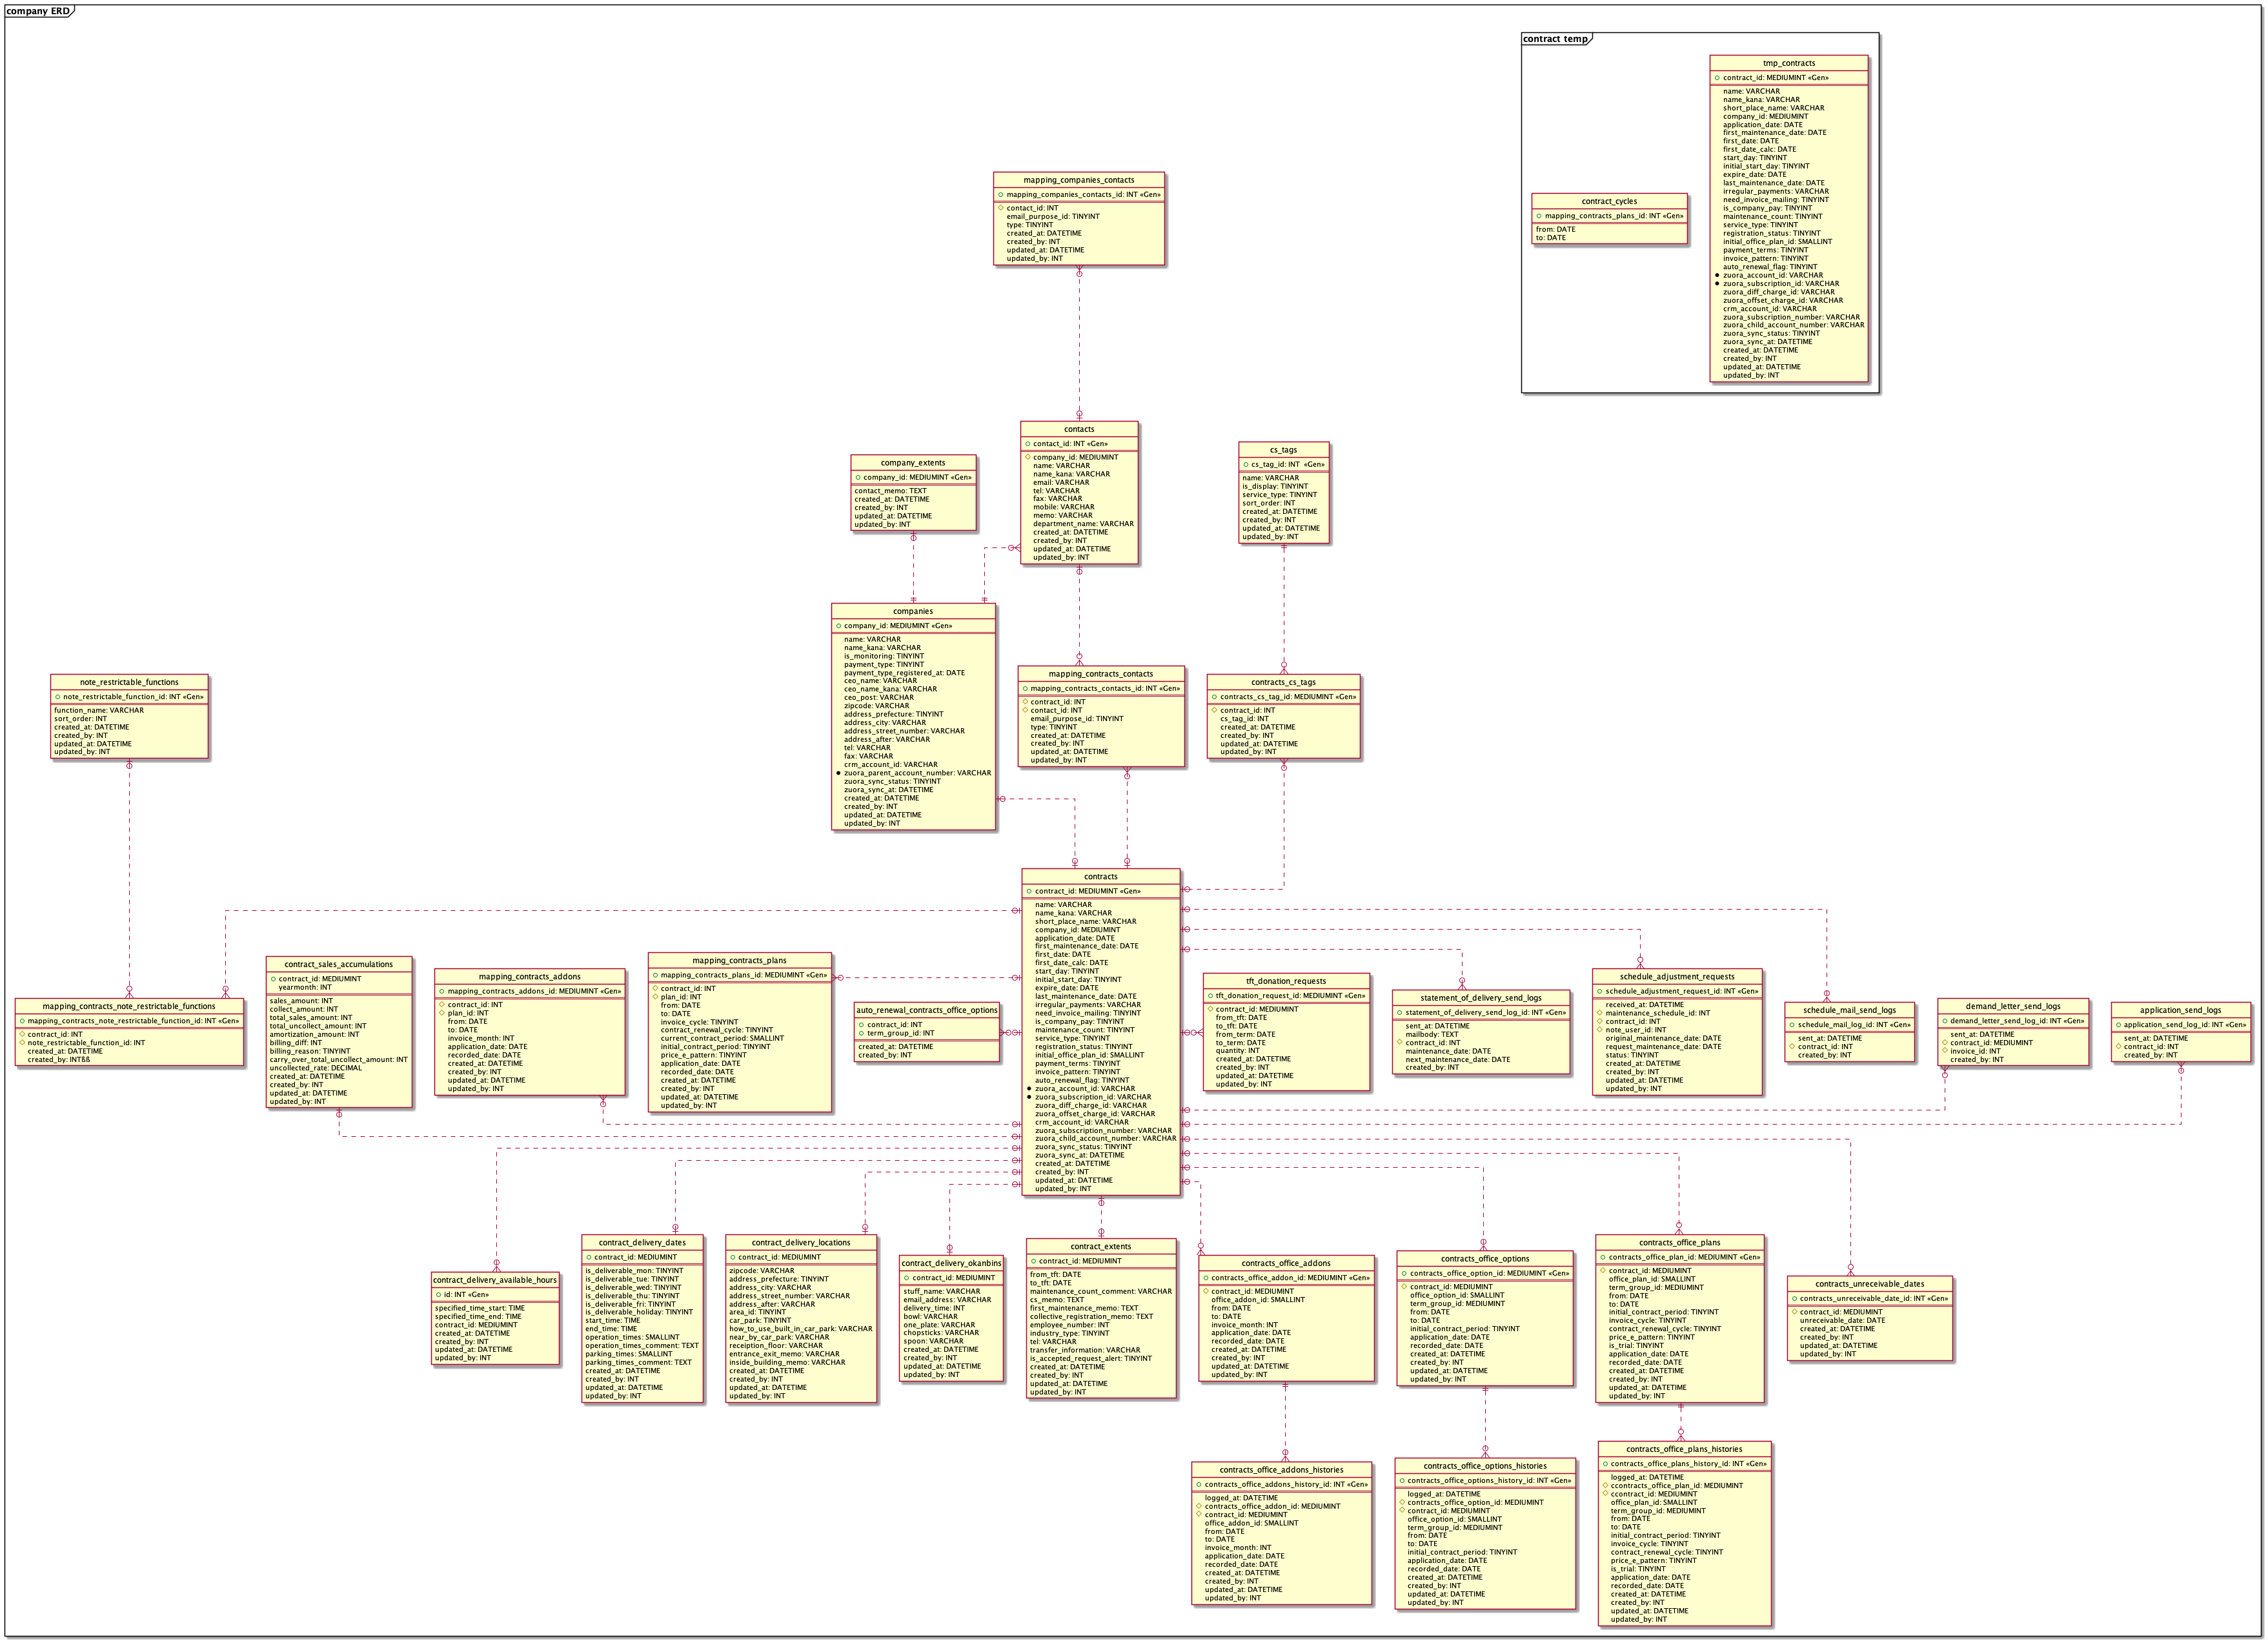 company ERD
contract temp
tmp_contracts
contract_id: MEDIUMINT «Gen»
name: VARCHAR
name_kana: VARCHAR
short_place_name: VARCHAR
company_id: MEDIUMINT
application_date: DATE
first_maintenance_date: DATE
first_date: DATE
first_date_calc: DATE
start_day: TINYINT
initial_start_day: TINYINT
expire_date: DATE
last_maintenance_date: DATE
irregular_payments: VARCHAR
need_invoice_mailing: TINYINT
is_company_pay: TINYINT
maintenance_count: TINYINT
service_type: TINYINT
registration_status: TINYINT
initial_office_plan_id: SMALLINT
payment_terms: TINYINT
invoice_pattern: TINYINT
auto_renewal_flag: TINYINT
zuora_account_id: VARCHAR
zuora_subscription_id: VARCHAR
zuora_diff_charge_id: VARCHAR
zuora_offset_charge_id: VARCHAR
crm_account_id: VARCHAR
zuora_subscription_number: VARCHAR
zuora_child_account_number: VARCHAR
zuora_sync_status: TINYINT
zuora_sync_at: DATETIME
created_at: DATETIME
created_by: INT
updated_at: DATETIME
updated_by: INT
contract_cycles
mapping_contracts_plans_id: INT «Gen»
from: DATE
to: DATE
mapping_companies_contacts
mapping_companies_contacts_id: INT «Gen»
contact_id: INT
email_purpose_id: TINYINT
type: TINYINT
created_at: DATETIME
created_by: INT
updated_at: DATETIME
updated_by: INT
contacts
contact_id: INT «Gen»
company_id: MEDIUMINT
name: VARCHAR
name_kana: VARCHAR
email: VARCHAR
tel: VARCHAR
fax: VARCHAR
mobile: VARCHAR
memo: VARCHAR
department_name: VARCHAR
created_at: DATETIME
created_by: INT
updated_at: DATETIME
updated_by: INT
company_extents
company_id: MEDIUMINT «Gen»
contact_memo: TEXT
created_at: DATETIME
created_by: INT
updated_at: DATETIME
updated_by: INT
cs_tags
cs_tag_id: INT «Gen»
name: VARCHAR
is_display: TINYINT
service_type: TINYINT
sort_order: INT
created_at: DATETIME
created_by: INT
updated_at: DATETIME
updated_by: INT
companies
company_id: MEDIUMINT «Gen»
name: VARCHAR
name_kana: VARCHAR
is_monitoring: TINYINT
payment_type: TINYINT
payment_type_registered_at: DATE
ceo_name: VARCHAR
ceo_name_kana: VARCHAR
ceo_post: VARCHAR
zipcode: VARCHAR
address_prefecture: TINYINT
address_city: VARCHAR
address_street_number: VARCHAR
address_after: VARCHAR
tel: VARCHAR
fax: VARCHAR
crm_account_id: VARCHAR
zuora_parent_account_number: VARCHAR
zuora_sync_status: TINYINT
zuora_sync_at: DATETIME
created_at: DATETIME
created_by: INT
updated_at: DATETIME
updated_by: INT
mapping_contracts_contacts
mapping_contracts_contacts_id: INT «Gen»
contract_id: INT
contact_id: INT
email_purpose_id: TINYINT
type: TINYINT
created_at: DATETIME
created_by: INT
updated_at: DATETIME
updated_by: INT
contracts_cs_tags
contracts_cs_tag_id: MEDIUMINT «Gen»
contract_id: INT
cs_tag_id: INT
created_at: DATETIME
created_by: INT
updated_at: DATETIME
updated_by: INT
note_restrictable_functions
note_restrictable_function_id: INT «Gen»
function_name: VARCHAR
sort_order: INT
created_at: DATETIME
created_by: INT
updated_at: DATETIME
updated_by: INT
contracts
contract_id: MEDIUMINT «Gen»
name: VARCHAR
name_kana: VARCHAR
short_place_name: VARCHAR
company_id: MEDIUMINT
application_date: DATE
first_maintenance_date: DATE
first_date: DATE
first_date_calc: DATE
start_day: TINYINT
initial_start_day: TINYINT
expire_date: DATE
last_maintenance_date: DATE
irregular_payments: VARCHAR
need_invoice_mailing: TINYINT
is_company_pay: TINYINT
maintenance_count: TINYINT
service_type: TINYINT
registration_status: TINYINT
initial_office_plan_id: SMALLINT
payment_terms: TINYINT
invoice_pattern: TINYINT
auto_renewal_flag: TINYINT
zuora_account_id: VARCHAR
zuora_subscription_id: VARCHAR
zuora_diff_charge_id: VARCHAR
zuora_offset_charge_id: VARCHAR
crm_account_id: VARCHAR
zuora_subscription_number: VARCHAR
zuora_child_account_number: VARCHAR
zuora_sync_status: TINYINT
zuora_sync_at: DATETIME
created_at: DATETIME
created_by: INT
updated_at: DATETIME
updated_by: INT
mapping_contracts_note_restrictable_functions
mapping_contracts_note_restrictable_function_id: INT «Gen»
contract_id: INT
note_restrictable_function_id: INT
created_at: DATETIME
created_by: INTßß
contract_sales_accumulations
contract_id: MEDIUMINT
yearmonth: INT
sales_amount: INT
collect_amount: INT
total_sales_amount: INT
total_uncollect_amount: INT
amortization_amount: INT
billing_diff: INT
billing_reason: TINYINT
carry_over_total_uncollect_amount: INT
uncollected_rate: DECIMAL
created_at: DATETIME
created_by: INT
updated_at: DATETIME
updated_by: INT
mapping_contracts_addons
mapping_contracts_addons_id: MEDIUMINT «Gen»
contract_id: INT
plan_id: INT
from: DATE
to: DATE
invoice_month: INT
application_date: DATE
recorded_date: DATE
created_at: DATETIME
created_by: INT
updated_at: DATETIME
updated_by: INT
mapping_contracts_plans
mapping_contracts_plans_id: MEDIUMINT «Gen»
contract_id: INT
plan_id: INT
from: DATE
to: DATE
invoice_cycle: TINYINT
contract_renewal_cycle: TINYINT
current_contract_period: SMALLINT
initial_contract_period: TINYINT
price_e_pattern: TINYINT
application_date: DATE
recorded_date: DATE
created_at: DATETIME
created_by: INT
updated_at: DATETIME
updated_by: INT
auto_renewal_contracts_office_options
contract_id: INT
term_group_id: INT
created_at: DATETIME
created_by: INT
tft_donation_requests
tft_donation_request_id: MEDIUMINT «Gen»
contract_id: MEDIUMINT
from_tft: DATE
to_tft: DATE
from_term: DATE
to_term: DATE
quantity: INT
created_at: DATETIME
created_by: INT
updated_at: DATETIME
updated_by: INT
statement_of_delivery_send_logs
statement_of_delivery_send_log_id: INT «Gen»
sent_at: DATETIME
mailbody: TEXT
contract_id: INT
maintenance_date: DATE
next_maintenance_date: DATE
created_by: INT
schedule_adjustment_requests
schedule_adjustment_request_id: INT «Gen»
received_at: DATETIME
maintenance_schedule_id: INT
contract_id: INT
note_user_id: INT
original_maintenance_date: DATE
request_maintenance_date: DATE
status: TINYINT
created_at: DATETIME
created_by: INT
updated_at: DATETIME
updated_by: INT
schedule_mail_send_logs
schedule_mail_log_id: INT «Gen»
sent_at: DATETIME
contract_id: INT
created_by: INT
demand_letter_send_logs
demand_letter_send_log_id: INT «Gen»
sent_at: DATETIME
contract_id: MEDIUMINT
invoice_id: INT
created_by: INT
application_send_logs
application_send_log_id: INT «Gen»
sent_at: DATETIME
contract_id: INT
created_by: INT
contract_delivery_available_hours
id: INT «Gen»
specified_time_start: TIME
specified_time_end: TIME
contract_id: MEDIUMINT
created_at: DATETIME
created_by: INT
updated_at: DATETIME
updated_by: INT
contract_delivery_dates
contract_id: MEDIUMINT
is_deliverable_mon: TINYINT
is_deliverable_tue: TINYINT
is_deliverable_wed: TINYINT
is_deliverable_thu: TINYINT
is_deliverable_fri: TINYINT
is_deliverable_holiday: TINYINT
start_time: TIME
end_time: TIME
operation_times: SMALLINT
operation_times_comment: TEXT
parking_times: SMALLINT
parking_times_comment: TEXT
created_at: DATETIME
created_by: INT
updated_at: DATETIME
updated_by: INT
contract_delivery_locations
contract_id: MEDIUMINT
zipcode: VARCHAR
address_prefecture: TINYINT
address_city: VARCHAR
address_street_number: VARCHAR
address_after: VARCHAR
area_id: TINYINT
car_park: TINYINT
how_to_use_built_in_car_park: VARCHAR
near_by_car_park: VARCHAR
receiption_floor: VARCHAR
entrance_exit_memo: VARCHAR
inside_building_memo: VARCHAR
created_at: DATETIME
created_by: INT
updated_at: DATETIME
updated_by: INT
contract_delivery_okanbins
contract_id: MEDIUMINT
stuff_name: VARCHAR
email_address: VARCHAR
delivery_time: INT
bowl: VARCHAR
one_plate: VARCHAR
chopsticks: VARCHAR
spoon: VARCHAR
created_at: DATETIME
created_by: INT
updated_at: DATETIME
updated_by: INT
contract_extents
contract_id: MEDIUMINT
from_tft: DATE
to_tft: DATE
maintenance_count_comment: VARCHAR
cs_memo: TEXT
first_maintenance_memo: TEXT
collective_registration_memo: TEXT
employee_number: INT
industry_type: TINYINT
tel: VARCHAR
transfer_information: VARCHAR
is_accepted_request_alert: TINYINT
created_at: DATETIME
created_by: INT
updated_at: DATETIME
updated_by: INT
contracts_office_addons
contracts_office_addon_id: MEDIUMINT «Gen»
contract_id: MEDIUMINT
office_addon_id: SMALLINT
from: DATE
to: DATE
invoice_month: INT
application_date: DATE
recorded_date: DATE
created_at: DATETIME
created_by: INT
updated_at: DATETIME
updated_by: INT
contracts_office_options
contracts_office_option_id: MEDIUMINT «Gen»
contract_id: MEDIUMINT
office_option_id: SMALLINT
term_group_id: MEDIUMINT
from: DATE
to: DATE
initial_contract_period: TINYINT
application_date: DATE
recorded_date: DATE
created_at: DATETIME
created_by: INT
updated_at: DATETIME
updated_by: INT
contracts_office_plans
contracts_office_plan_id: MEDIUMINT «Gen»
contract_id: MEDIUMINT
office_plan_id: SMALLINT
term_group_id: MEDIUMINT
from: DATE
to: DATE
initial_contract_period: TINYINT
invoice_cycle: TINYINT
contract_renewal_cycle: TINYINT
price_e_pattern: TINYINT
is_trial: TINYINT
application_date: DATE
recorded_date: DATE
created_at: DATETIME
created_by: INT
updated_at: DATETIME
updated_by: INT
contracts_unreceivable_dates
contracts_unreceivable_date_id: INT «Gen»
contract_id: MEDIUMINT
unreceivable_date: DATE
created_at: DATETIME
created_by: INT
updated_at: DATETIME
updated_by: INT
contracts_office_addons_histories
contracts_office_addons_history_id: INT «Gen»
logged_at: DATETIME
contracts_office_addon_id: MEDIUMINT
contract_id: MEDIUMINT
office_addon_id: SMALLINT
from: DATE
to: DATE
invoice_month: INT
application_date: DATE
recorded_date: DATE
created_at: DATETIME
created_by: INT
updated_at: DATETIME
updated_by: INT
contracts_office_options_histories
contracts_office_options_history_id: INT «Gen»
logged_at: DATETIME
contracts_office_option_id: MEDIUMINT
contract_id: MEDIUMINT
office_option_id: SMALLINT
term_group_id: MEDIUMINT
from: DATE
to: DATE
initial_contract_period: TINYINT
application_date: DATE
recorded_date: DATE
created_at: DATETIME
created_by: INT
updated_at: DATETIME
updated_by: INT
contracts_office_plans_histories
contracts_office_plans_history_id: INT «Gen»
logged_at: DATETIME
ccontracts_office_plan_id: MEDIUMINT
ccontract_id: MEDIUMINT
office_plan_id: SMALLINT
term_group_id: MEDIUMINT
from: DATE
to: DATE
initial_contract_period: TINYINT
invoice_cycle: TINYINT
contract_renewal_cycle: TINYINT
price_e_pattern: TINYINT
is_trial: TINYINT
application_date: DATE
recorded_date: DATE
created_at: DATETIME
created_by: INT
updated_at: DATETIME
updated_by: INT